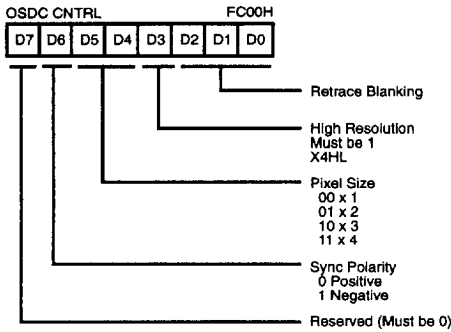 OSDC CNTRL FC00H
D7 D6 D5 D4 D3 D2 D1 D0
Retrace Blanking
High Resolution
Must be 1
X4HL
Pixel Size
00 x 1
01 x 2
10 x 3
11 x 4
Sync Polarity
0 Positive
1 Negative
Reserved (Must be 0)